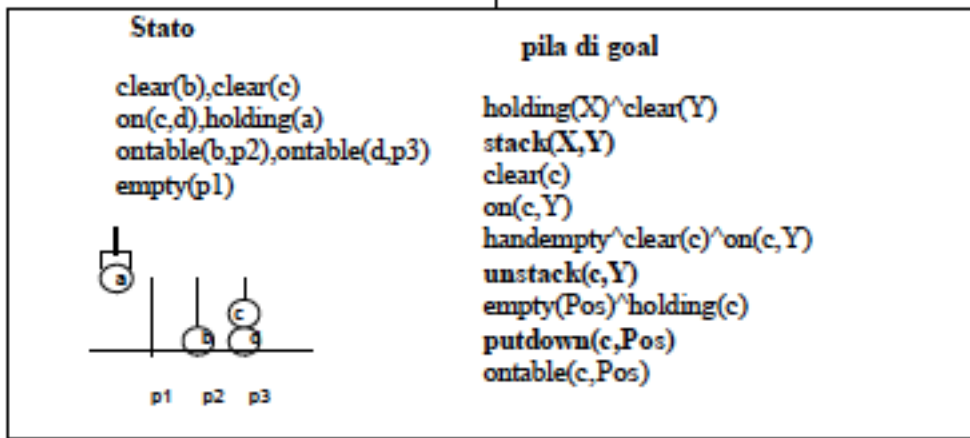 Stato
clear(b),clear(c)
on(c,d),holding(a)
ontable(b,p2),ontable(d,p3)
empty(p1)
a
c
b
d
p1 p2 p3
pila di goal
holding(X)^clear(Y)
stack(X,Y)
clear(c)
on(c,Y)
handempty^clear(c)^on(c,Y)
unstack(c,Y)
empty(Pos)^holding(c)
putdown(c,Pos)
ontable(c,Pos)